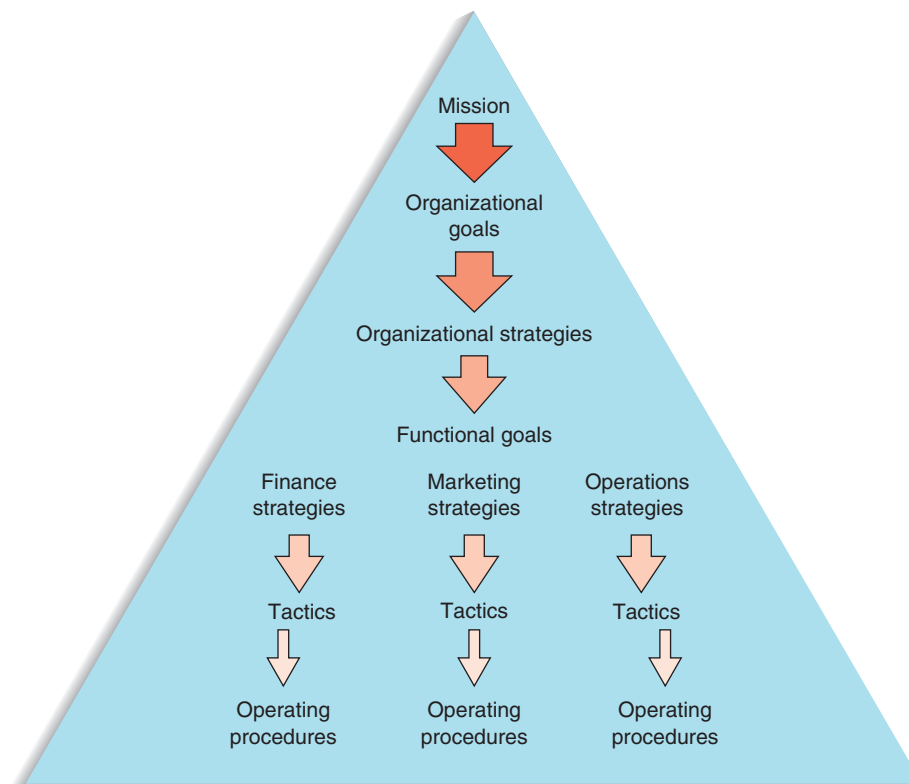 Mission
Organizational
goals
Organizational strategies
Functional goals
Finance
strategies
Marketing
strategies
Operations
strategies
Tactics
Tactics
Tactics
Operating
procedures
Operating
procedures
Operating
procedures